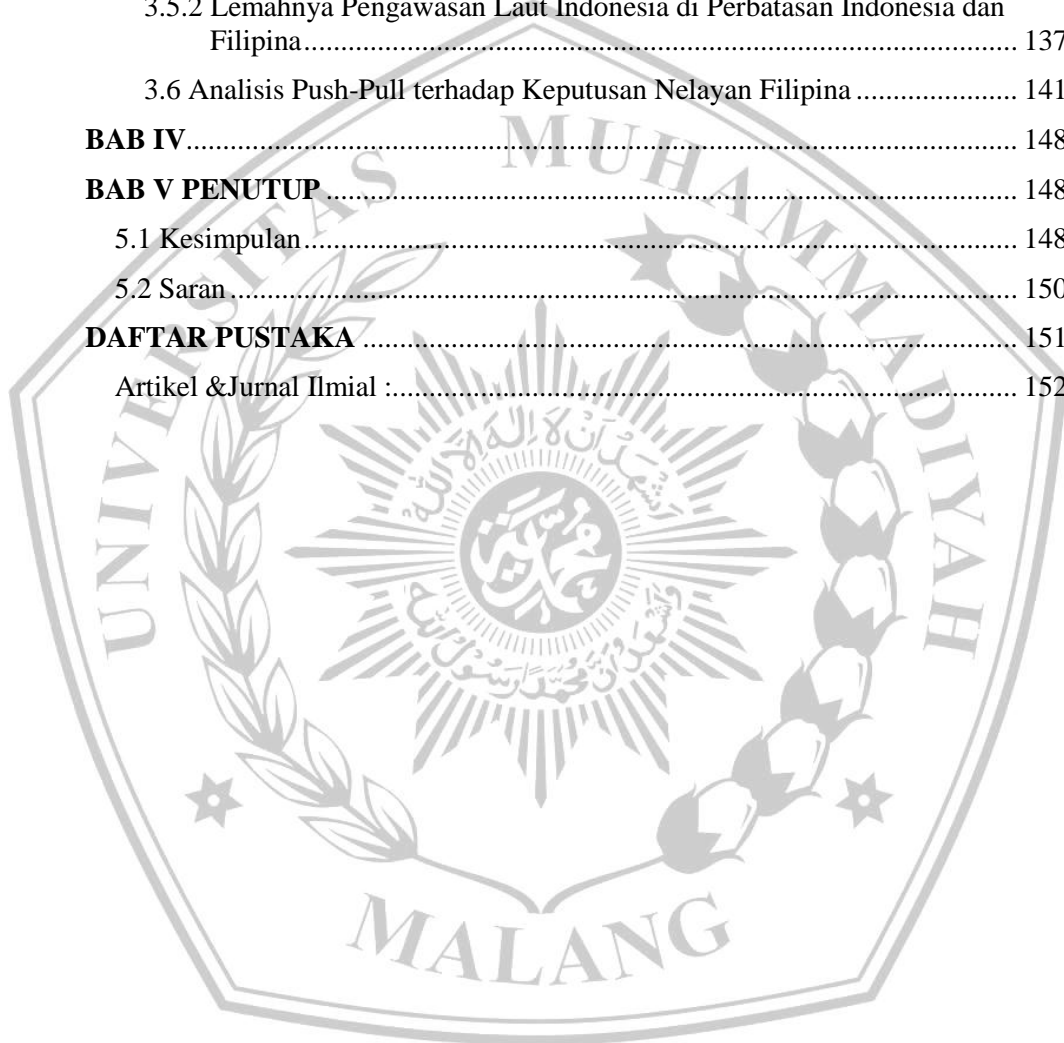 3.5.2 Lemahnya Pengawasan Laut Indonesia di Perbatasan Indonesia dan
Filipina.......................................................................................... 137
3.6 Analisis Push-Pull terhadap Keputusan Nelayan Filipina ..................... 141
BAB IV.................................................................................................... 148
BAB V PENUTUP ..................................................................................... 148
5.1 Kesimpulan......................................................................................... 148
5.2 Saran .................................................................................................. 150
DAFTAR PUSTAKA ................................................................................ 151
Artikel &Jurnal Ilmial :............................................................................. 152
UNIVERSITAS MUHAMMADIYAH
MALANG